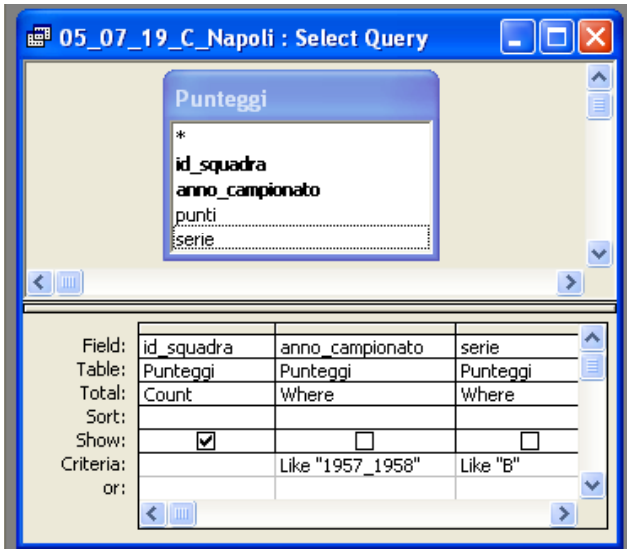 05_07_19_C_Napoli : Select Query
Punteggi
*
id_squadra
anno_campionato
punti
serie
Field: id_squadra anno_campionato serie
Table: Punteggi Punteggi Punteggi
Total: Count Where Where
Sort:
Show:
Criteria: Like "1957_1958" Like "B"
or: